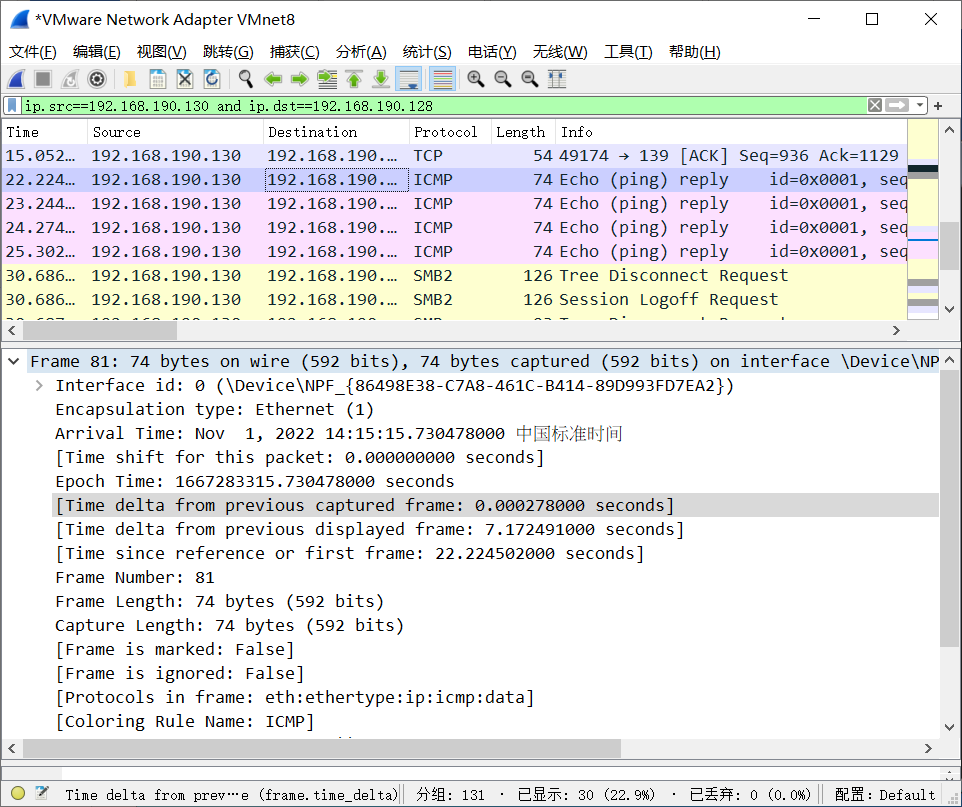 *VMware Network Adapter VMnet8
文件(F) 编辑(E) 视图(V) 跳转(G) 捕获(C) 分析(A) 统计(S) 电话(Y) 无线(W) 工具(T) 帮助(H)
ip.src==192.168.190.130 and ip.dst==192.168.190.128
Time Source Destination Protocol Length Info
15.052… 192.168.190.130 192.168.190.… TCP 54 49174 → 139 [ACK] Seq=936 Ack=1129
22.224… 192.168.190.130 192.168.190.… ICMP 74 Echo (ping) reply id=0x0001, seq
23.244… 192.168.190.130 192.168.190.… ICMP 74 Echo (ping) reply id=0x0001, seq
24.274… 192.168.190.130 192.168.190.… ICMP 74 Echo (ping) reply id=0x0001, seq
25.302… 192.168.190.130 192.168.190.… ICMP 74 Echo (ping) reply id=0x0001, seq
30.686… 192.168.190.130 192.168.190.… SMB2 126 Tree Disconnect Request
30.686… 192.168.190.130 192.168.190.… SMB2 126 Session Logoff Request
Frame 81: 74 bytes on wire (592 bits), 74 bytes captured (592 bits) on interface \Device\NP
Interface id: 0 (\Device\NPF_{86498E38-C7A8-461C-B414-89D993FD7EA2})
Encapsulation type: Ethernet (1)
Arrival Time: Nov  1, 2022 14:15:15.730478000 中国标准时间
[Time shift for this packet: 0.000000000 seconds]
Epoch Time: 1667283315.730478000 seconds
[Time delta from previous captured frame: 0.000278000 seconds]
[Time delta from previous displayed frame: 7.172491000 seconds]
[Time since reference or first frame: 22.224502000 seconds]
Frame Number: 81
Frame Length: 74 bytes (592 bits)
Capture Length: 74 bytes (592 bits)
[Frame is marked: False]
[Frame is ignored: False]
[Protocols in frame: eth:ethertype:ip:icmp:data]
[Coloring Rule Name: ICMP]
Time delta from prev…e (frame.time_delta) 分组: 131 · 已显示: 30 (22.9%) · 已丢弃: 0 (0.0%) 配置: Default